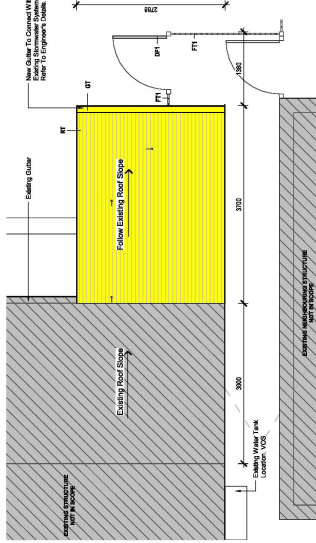 New Gutter To Connect With
Existing Stormwater System.
Refer To Engineer's Details.
GT
RT
Existing Gutter
2788
DP1
FT1
FT1
1390
Follow Existing Roof Slope
3700
Existing Roof Slope
3000
EXISTING STRUCTURE
NOT IN SCOPE
Existing Water Tank
Location. VOS
EXISTING NEIGHBOURING STRUCTURE
NOT IN SCOPE